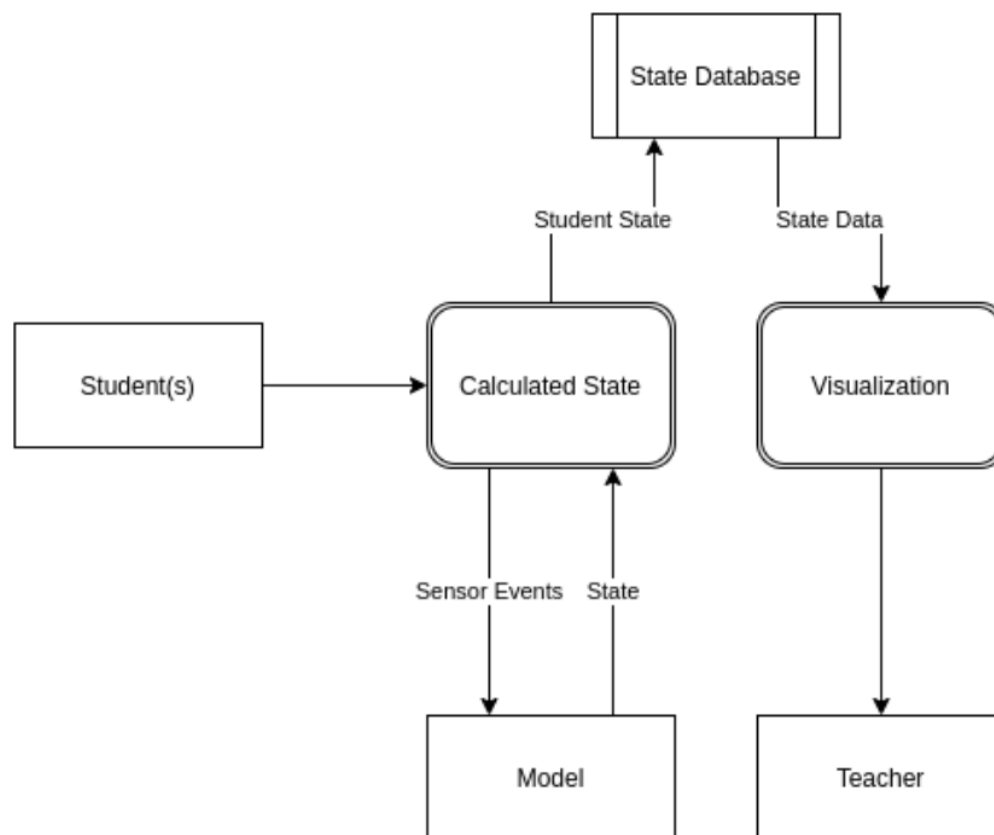 State Database
Student State
State Data
Student(s)
Calculated State
Visualization
Sensor Events
State
Model
Teacher